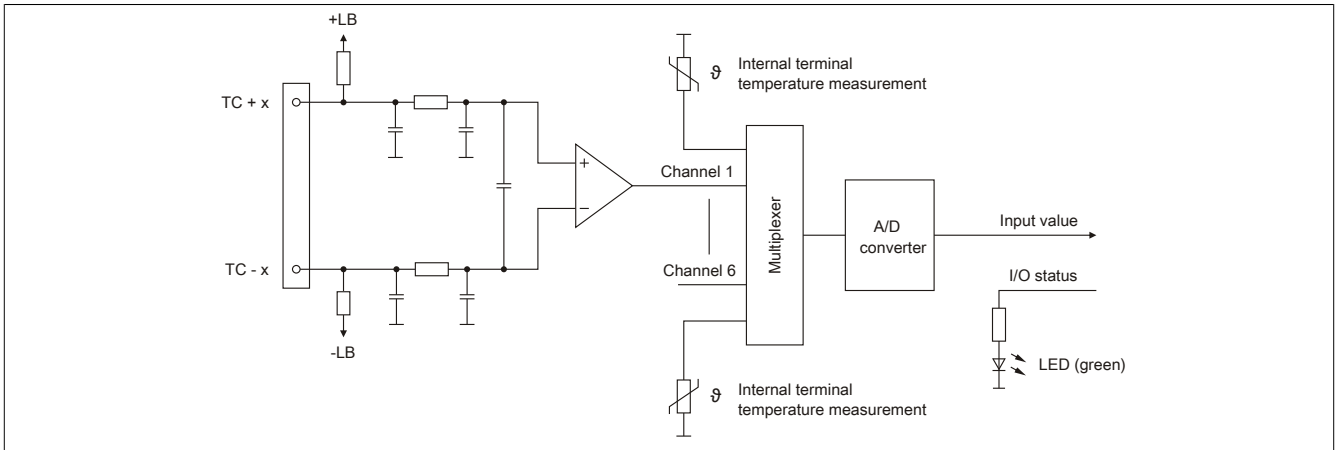 +LB
TC + x
TC - x
-LB
+
−
Channel 1
Channel 6
ϑ
Internal terminal
temperature measurement
Multiplexer
ϑ
Internal terminal
temperature measurement
A/D
converter
Input value
I/O status
LED (green)